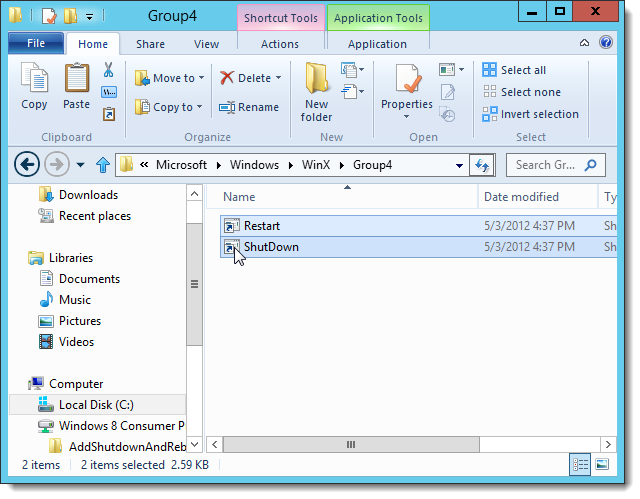 Group4
Shortcut Tools
Application Tools
File
Home
Share
View
Actions
Application
Copy
Paste
Move to
Copy to
Delete
Rename
New folder
Properties
Select all
Select none
Invert selection
Clipboard
Organize
New
Open
Select
« Microsoft Windows WinX Group4
Search Gr...
Downloads
Recent places
Libraries
Documents
Music
Pictures
Videos
Computer
Local Disk (C:)
Windows 8 Consumer P
AddShutdownAndReb
Name
Date modified
Ty
Restart
5/3/2012 4:37 PM
Sh
ShutDown
5/3/2012 4:37 PM
Sh
2 items
2 items selected 2.59 KB